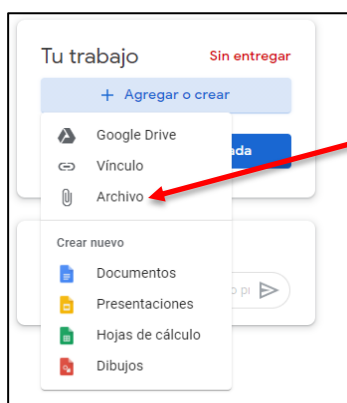 Tu trabajo Sin entregar
+ Agregar o crear
Google Drive
Vínculo
Archivo
Crear nuevo
Documentos
Presentaciones
Hojas de cálculo
Dibujos